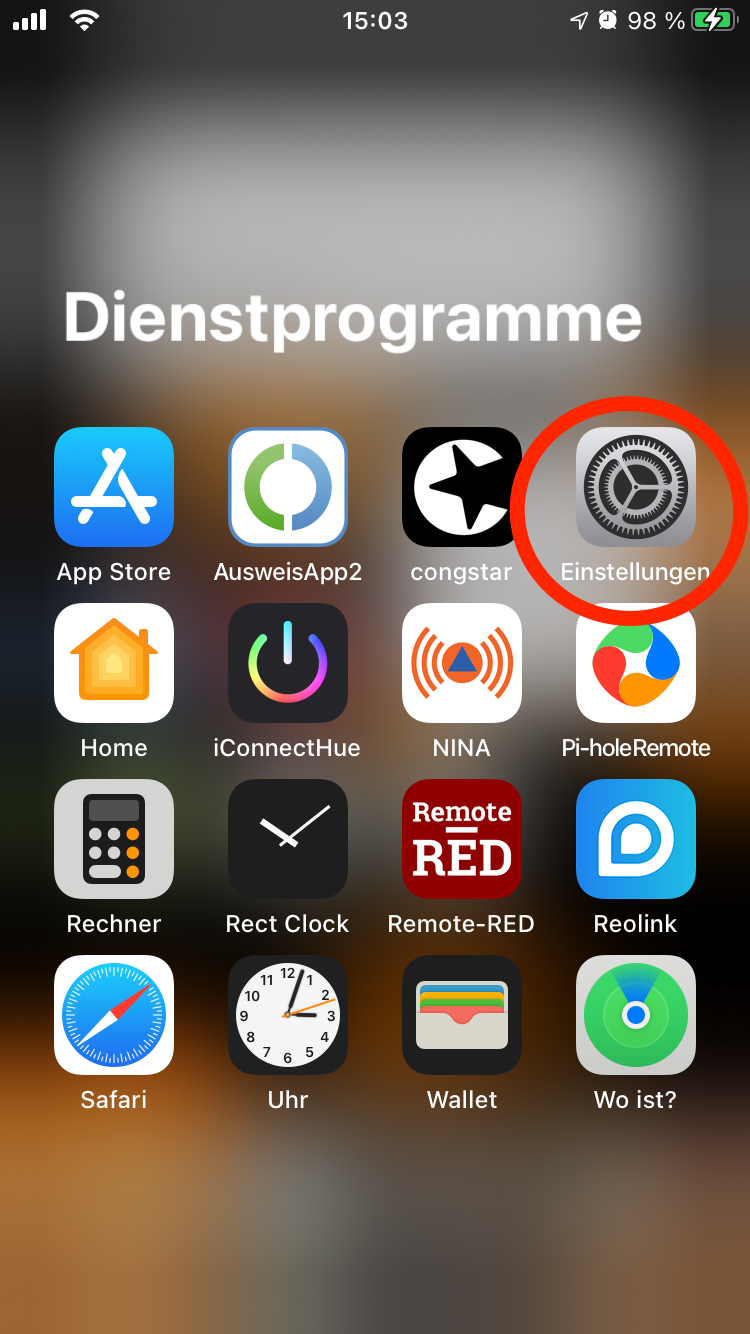 15:03 98 %
Dienstprogramme
App Store AusweisApp2 congstar Einstellungen
Home iConnectHue NINA Pi-holeRemote
Remote
RED
Rechner Rect Clock Remote-RED Reolink
12
11 1
10 2
9 3
8 4
7 5
6
Safari Uhr Wallet Wo ist?